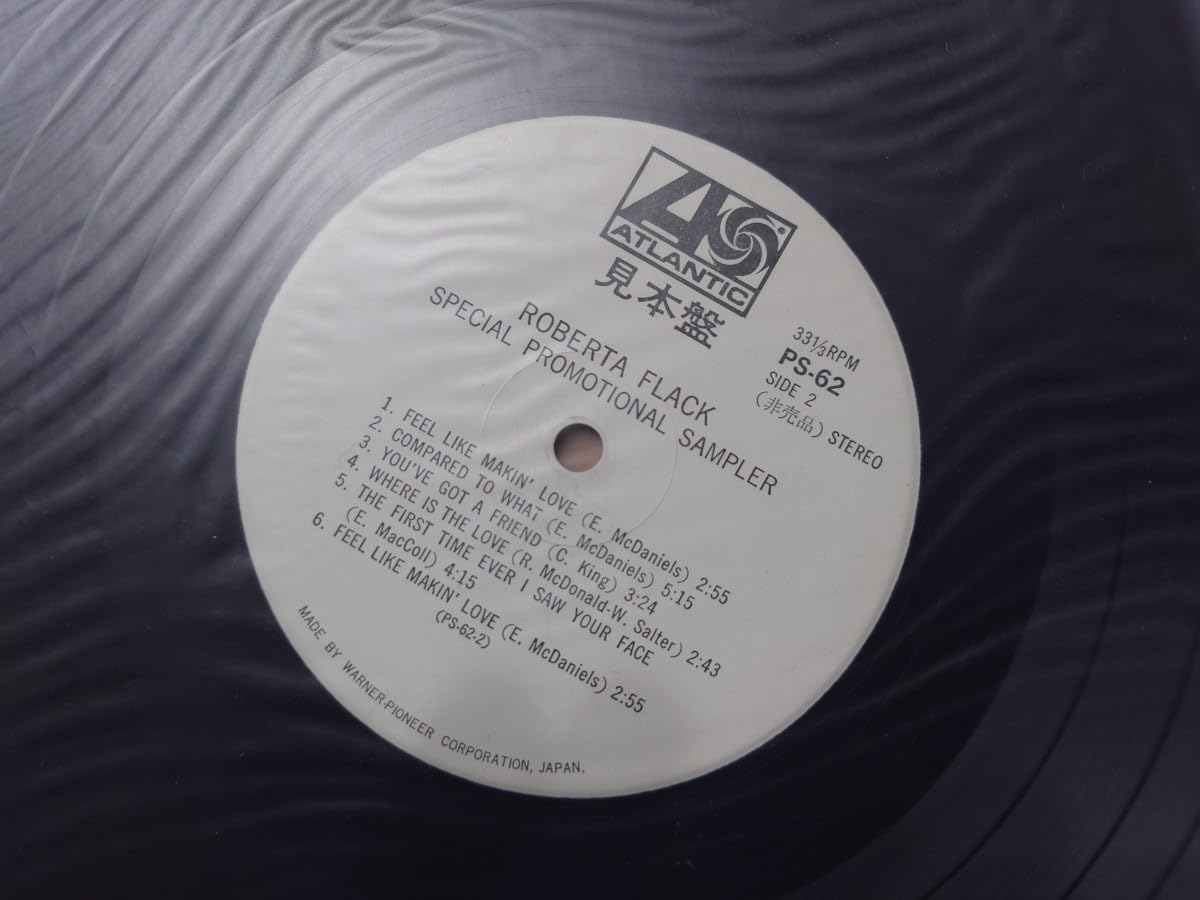 ATLANTIC
見本盤
ROBERTA FLACK
SPECIAL PROMOTIONAL SAMPLER
33 1/3 RPM
PS-62
SIDE 2
(非売品) STEREO
1. FEEL LIKE MAKIN' LOVE (E. McDaniels) 2:55
2. COMPARED TO WHAT (E. McDaniels) 5:15
3. YOU'VE GOT A FRIEND (C. King) 3:24
4. WHERE IS THE LOVE (R. McDonald-W. Salter) 2:43
5. THE FIRST TIME EVER I SAW YOUR FACE
(E. MacColl) 4:15
6. FEEL LIKE MAKIN' LOVE (E. McDaniels) 2:55
(PS-62-2)
MADE BY WARNER-PIONEER CORPORATION, JAPAN.